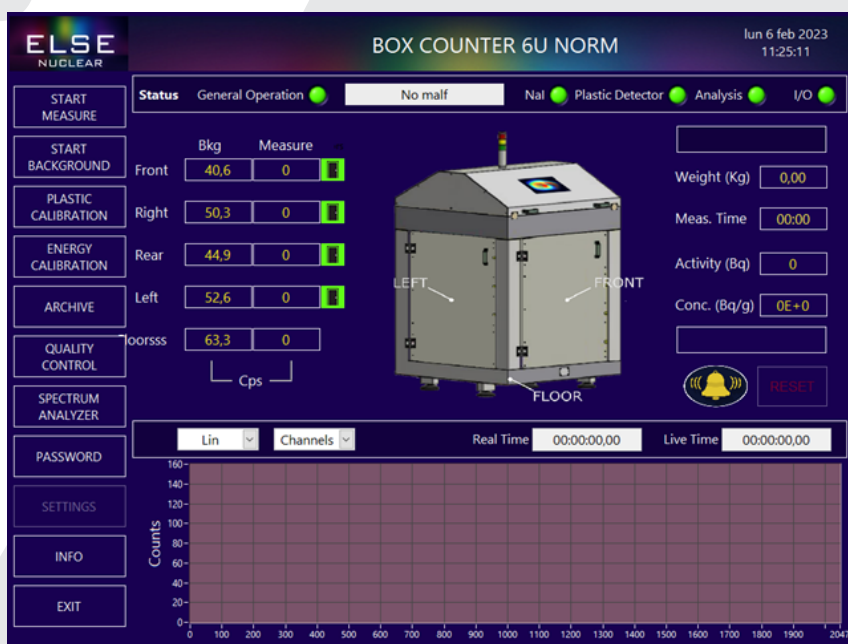 ELSE
NUCLEAR
BOX COUNTER 6U NORM
lun 6 feb 2023
11:25:11
START
MEASURE
START
BACKGROUND
PLASTIC
CALIBRATION
ENERGY
CALIBRATION
ARCHIVE
QUALITY
CONTROL
SPECTRUM
ANALYZER
PASSWORD
SETTINGS
INFO
EXIT
Status General Operation No malf NaI Plastic Detector Analysis I/O
Bkg Measure
Front 40,6 0
Right 50,3 0
Rear 44,9 0
Left 52,6 0
loorsss 63,3 0
Cps
LEFT
FRONT
FLOOR
Weight (Kg) 0,00
Meas. Time 00:00
Activity (Bq) 0
Conc. (Bq/g) 0E+0
RESET
Lin Channels Real Time 00:00:00,00 Live Time 00:00:00,00
Counts
160
140
120
100
80
60
40
20
0
0 100 200 300 400 500 600 700 800 900 1000 1100 1200 1300 1400 1500 1600 1700 1800 1900 2047